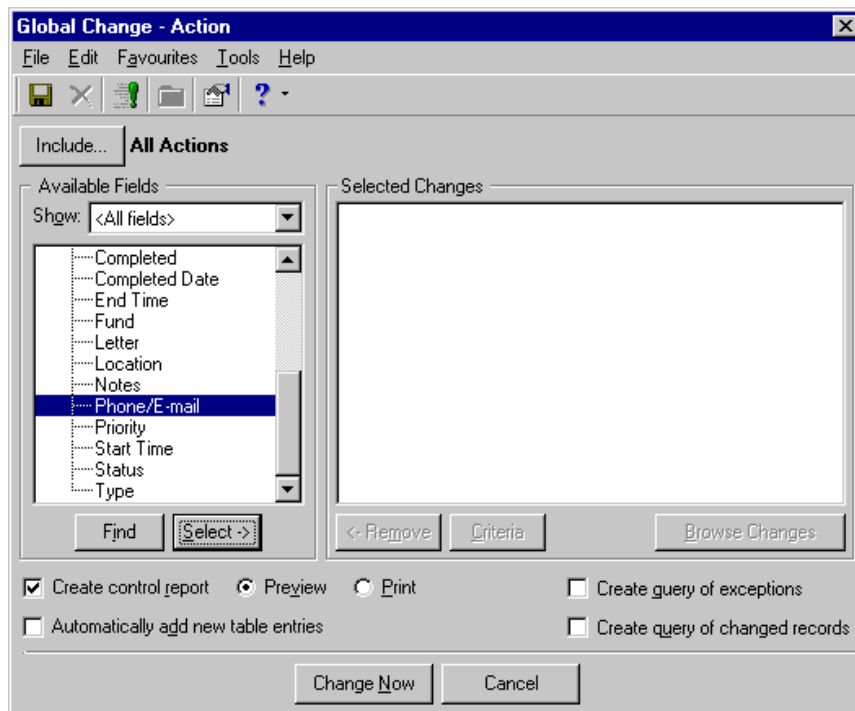 Global Change - Action
File Edit Favourites Tools Help
?
Include... All Actions
Available Fields
Show: <All fields>
Completed
Completed Date
End Time
Fund
Letter
Location
Notes
Phone/E-mail
Priority
Start Time
Status
Type
Find Select ->
Selected Changes
<- Remove Criteria Browse Changes
Create control report Preview Print Create query of exceptions
Automatically add new table entries Create query of changed records
Change Now Cancel